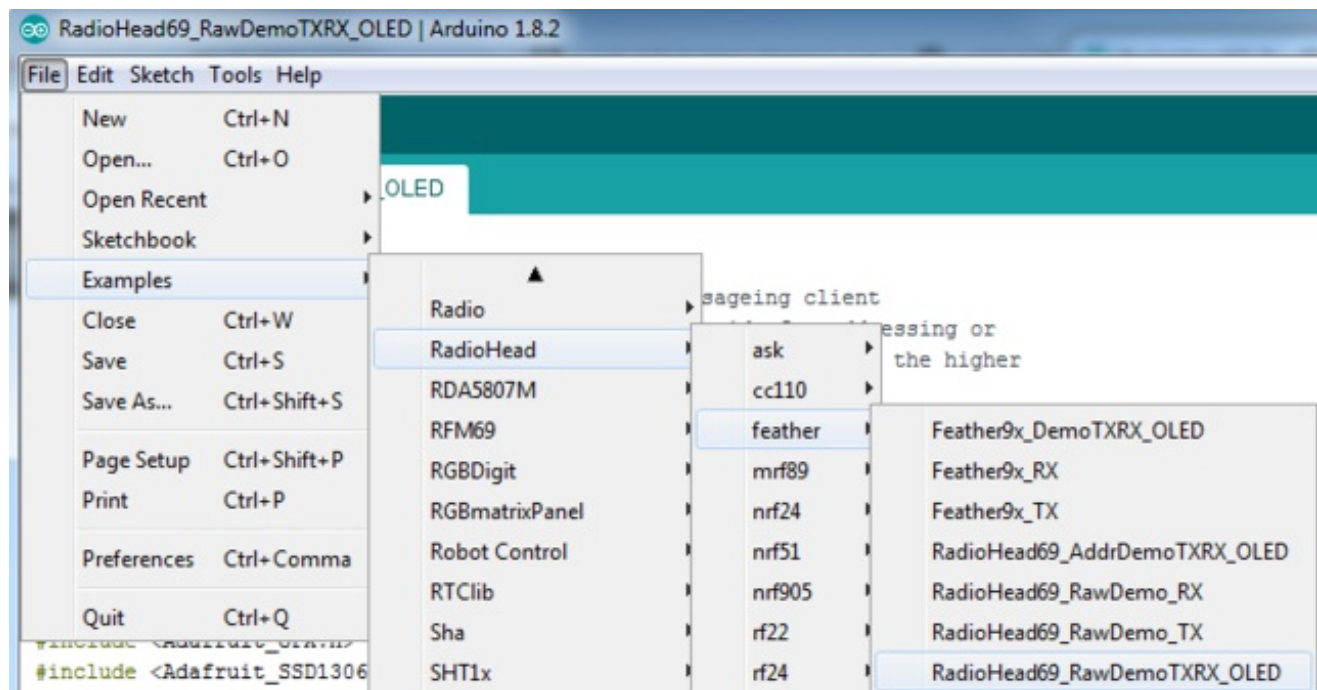 RadioHead69_RawDemoTXRX_OLED | Arduino 1.8.2
File Edit Sketch Tools Help
New Ctrl+N
Open... Ctrl+O
Open Recent
Sketchbook
Examples
Close Ctrl+W
Save Ctrl+S
Save As... Ctrl+Shift+S
Page Setup Ctrl+Shift+P
Print Ctrl+P
Preferences Ctrl+Comma
Quit Ctrl+Q
_OLED
sageing client
essing or
the higher
Radio
RadioHead
RDA5807M
RFM69
RGBDigit
RGBmatrixPanel
Robot Control
RTClib
Sha
SHT1x
ask
cc110
feather
mrf89
nrf24
nrf51
nrf905
rf22
rf24
Feather9x_DemoTXRX_OLED
Feather9x_RX
Feather9x_TX
RadioHead69_AddrDemoTXRX_OLED
RadioHead69_RawDemo_RX
RadioHead69_RawDemo_TX
RadioHead69_RawDemoTXRX_OLED
#include <Adafruit_SSD1306